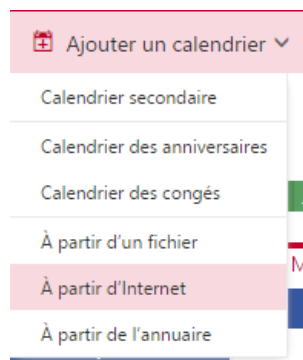 Ajouter un calendrier
Calendrier secondaire
Calendrier des anniversaires
Calendrier des congés
À partir d'un fichier
À partir d'Internet
M
À partir de l'annuaire